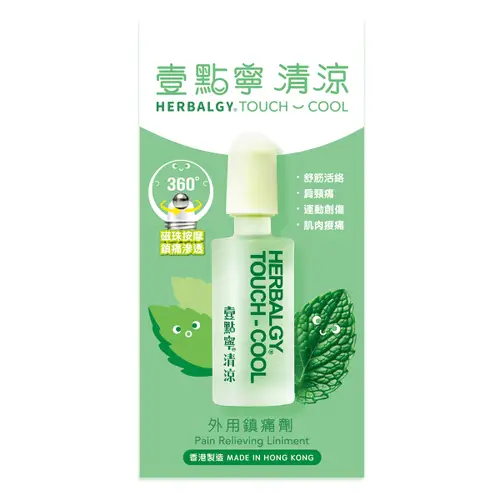 壹點寧 清涼
HERBALGY® TOUCH - COOL
360°
磁珠按摩
鎮痛滲透
· 舒筋活絡
· 肩頸痛
· 運動創傷
· 肌肉痠痛
HERBALGY®
TOUCH - COOL
壹點寧®清涼
外用鎮痛劑
Pain Relieving Liniment
香港製造 MADE IN HONG KONG